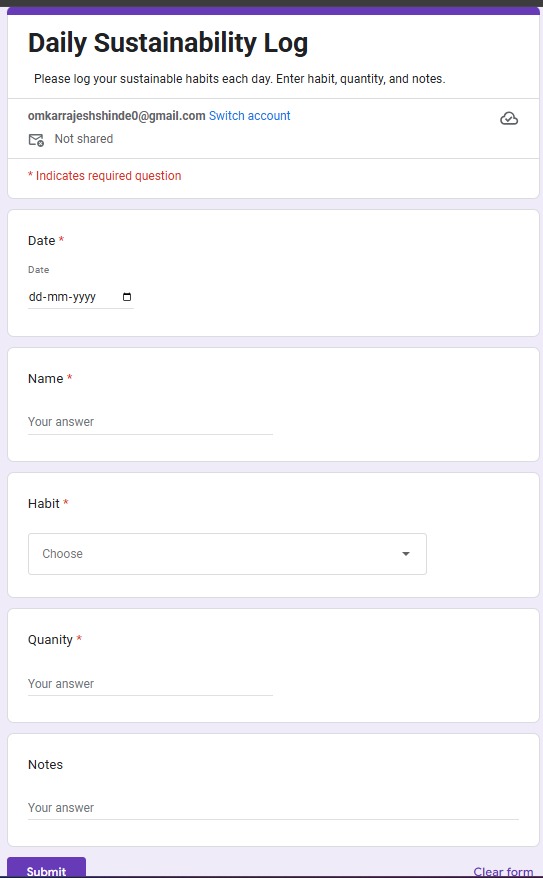 Daily Sustainability Log
Please log your sustainable habits each day. Enter habit, quantity, and notes.
omkarrajeshshinde0@gmail.com Switch account
Not shared
* Indicates required question
Date *
Date
dd-mm-yyyy
Name *
Your answer
Habit *
Choose
Quanity *
Your answer
Notes
Your answer
Submit Clear form